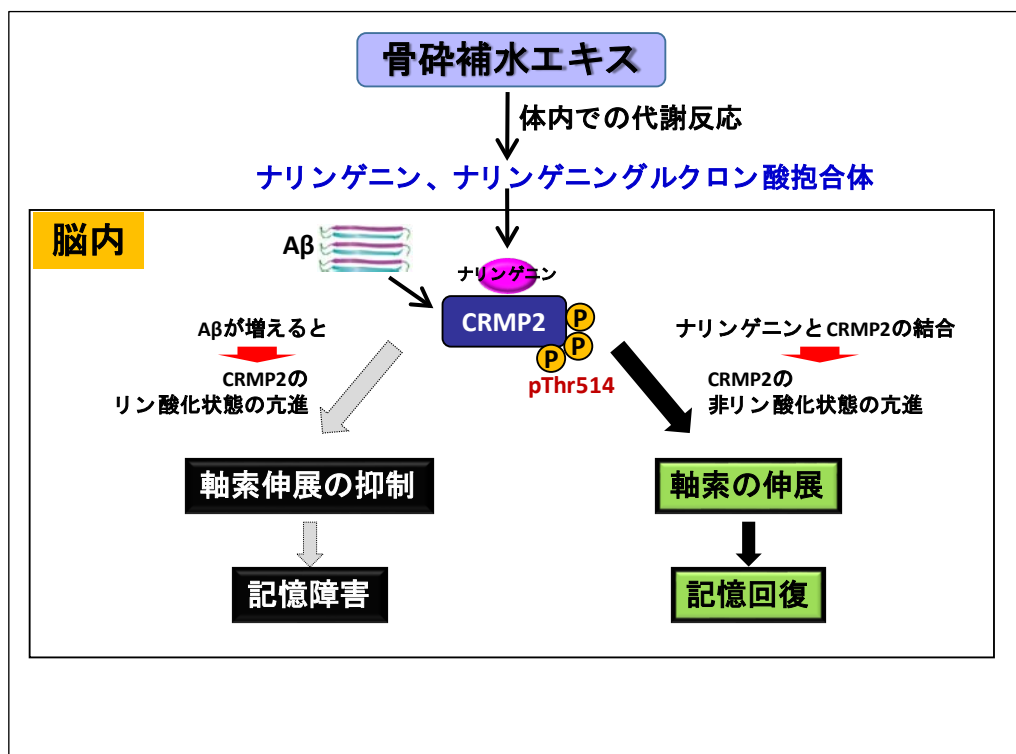 骨砕補水エキス
体内での代謝反応
ナリンゲニン、ナリンゲニングルクロン酸抱合体
脳内
Aβ
ナリンゲニン
CRMP2
P
P
P
pThr514
Aβが増えると
CRMP2の
リン酸化状態の亢進
ナリンゲニンとCRMP2の結合
CRMP2の
非リン酸化状態の亢進
軸索伸展の抑制
軸索の伸展
記憶障害
記憶回復